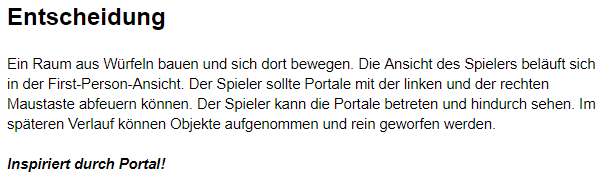 Entscheidung
Ein Raum aus Würfeln bauen und sich dort bewegen. Die Ansicht des Spielers beläuft sich
in der First-Person-Ansicht. Der Spieler sollte Portale mit der linken und der rechten
Maustaste abfeuern können. Der Spieler kann die Portale betreten und hindurch sehen. Im
späteren Verlauf können Objekte aufgenommen und rein geworfen werden.
Inspiriert durch Portal!